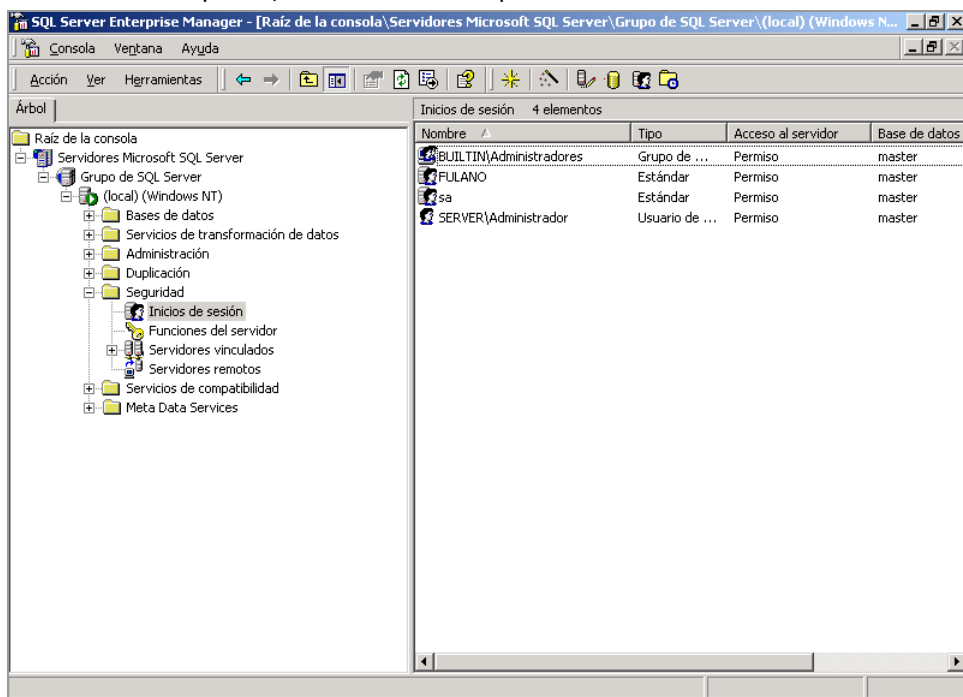 SQL Server Enterprise Manager - [Raíz de la consola\Servidores Microsoft SQL Server\Grupo de SQL Server\(local) (Windows N...
Consola Ventana Ayuda
Acción Ver Herramientas
Árbol
Inicios de sesión 4 elementos
Raíz de la consola
Servidores Microsoft SQL Server
Grupo de SQL Server
(local) (Windows NT)
Bases de datos
Servicios de transformación de datos
Administración
Duplicación
Seguridad
Inicios de sesión
Funciones del servidor
Servidores vinculados
Servidores remotos
Servicios de compatibilidad
Meta Data Services
Nombre Tipo Acceso al servidor Base de datos
BUILTIN\Administradores Grupo de ... Permiso master
FULANO Estándar Permiso master
sa Estándar Permiso master
SERVER\Administrador Usuario de ... Permiso master